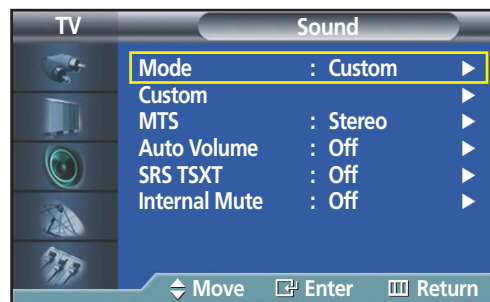 TV Sound
Mode : Custom
Custom
MTS : Stereo
Auto Volume : Off
SRS TSXT : Off
Internal Mute : Off
Move Enter Return